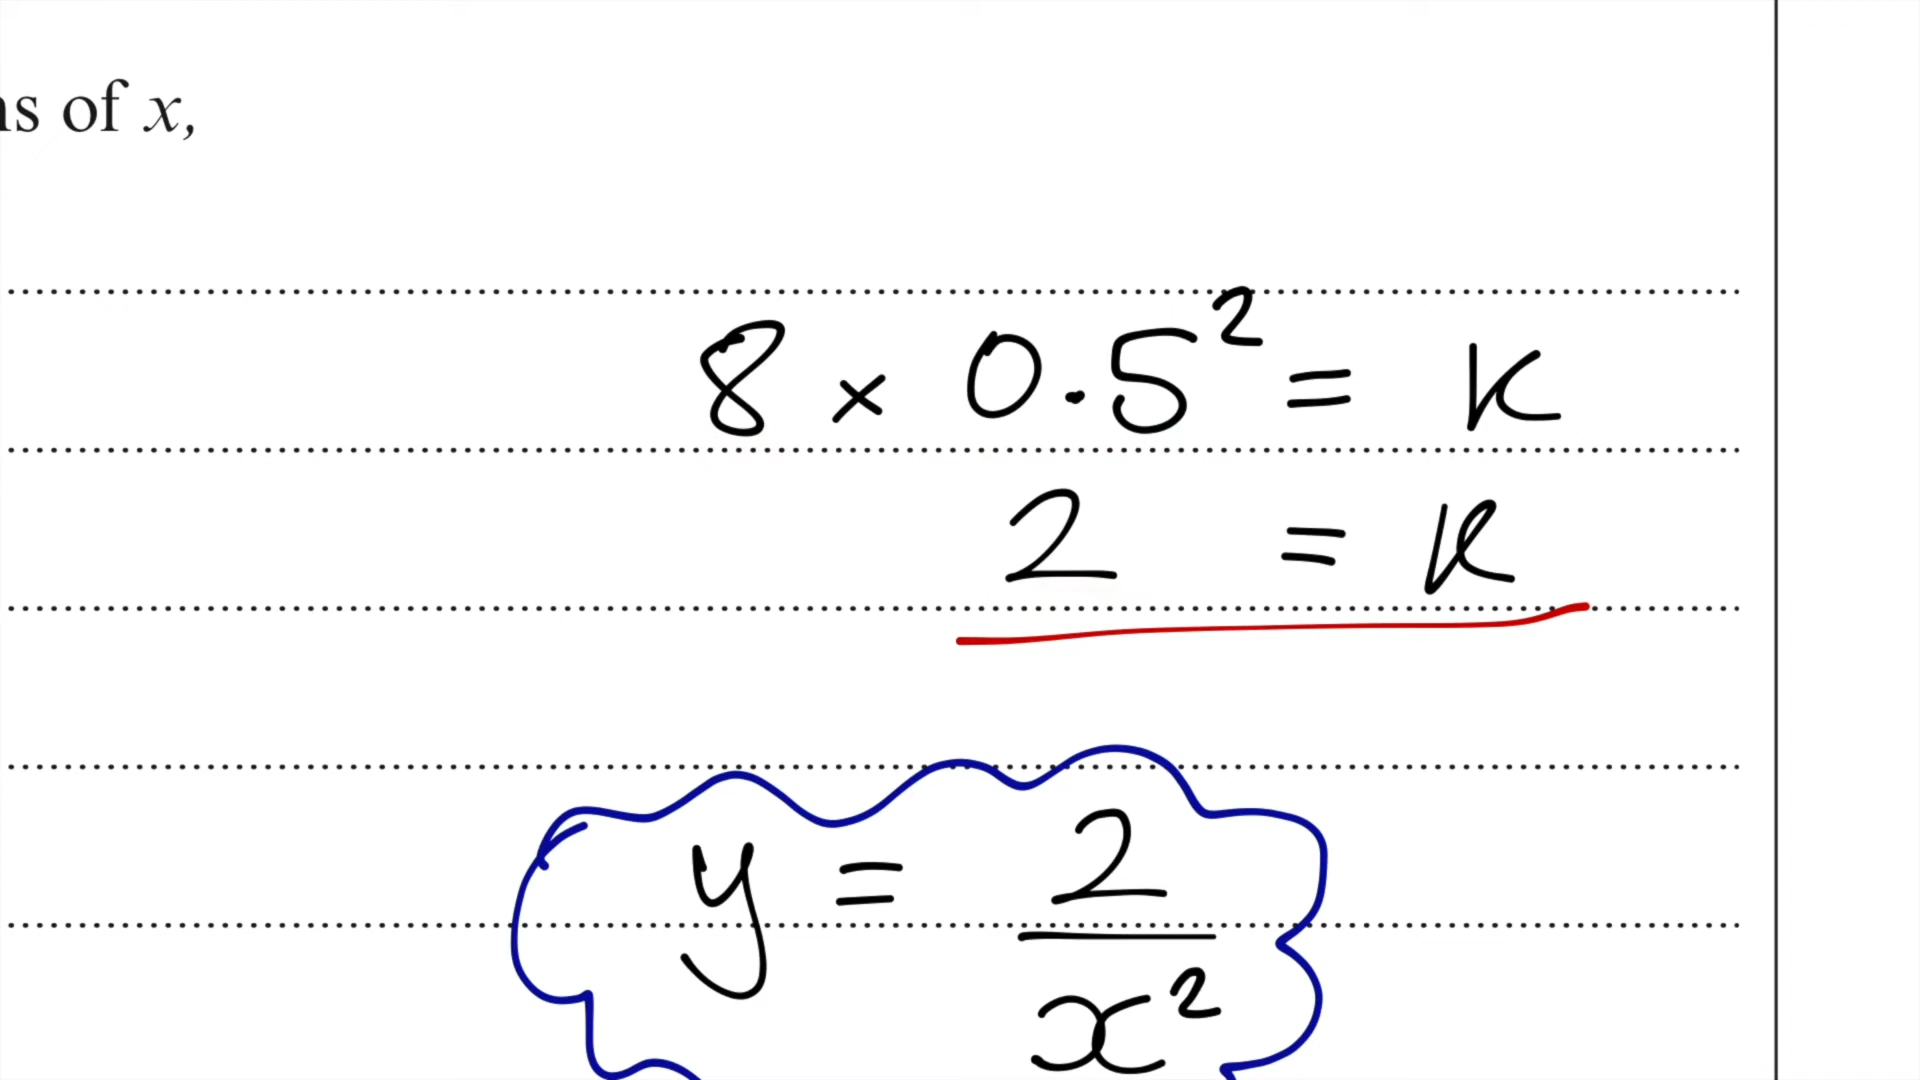 of x,
8 × 0.5² = k
2 = k
y = 2/x²